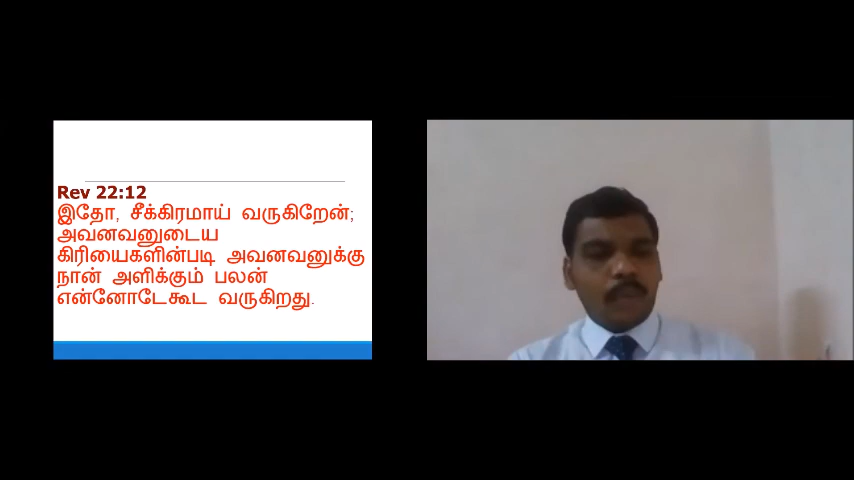 Rev 22:12
இதோ, சீக்கிரமாய் வருகிறேன்;
அவனவனுடைய
கிரியைகளின்படி அவனவனுக்கு
நான் அளிக்கும் பலன்
என்னோடேகூட வருகிறது.